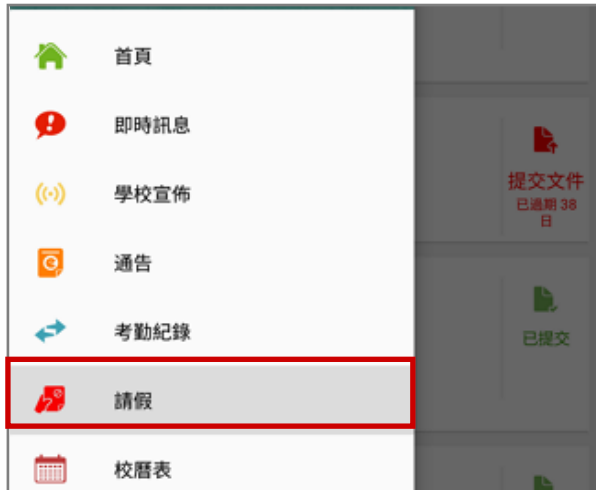 首頁
即時訊息
學校宣佈
通告
考勤紀錄
請假
校曆表
提交文件
已過期 38
日
已提交